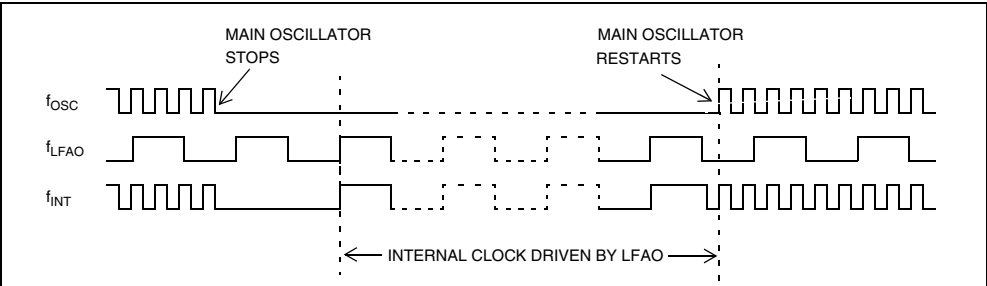 MAIN OSCILLATOR
STOPS
MAIN OSCILLATOR
RESTARTS
fOSC
fLFAO
fINT
INTERNAL CLOCK DRIVEN BY LFAO